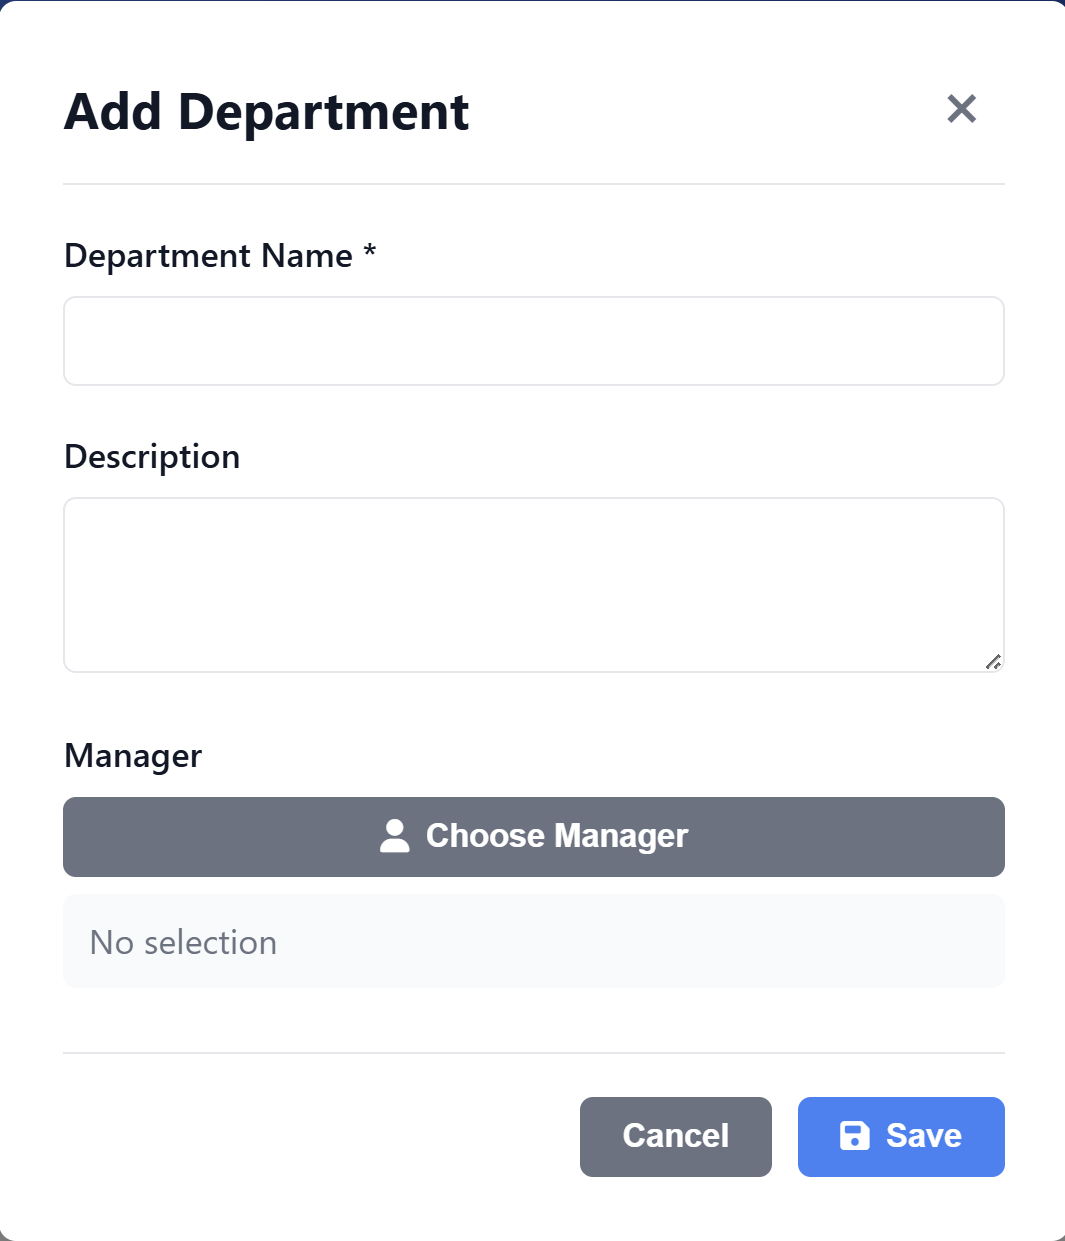 Add Department
Department Name *
Description
Manager
Choose Manager
No selection
Cancel
Save